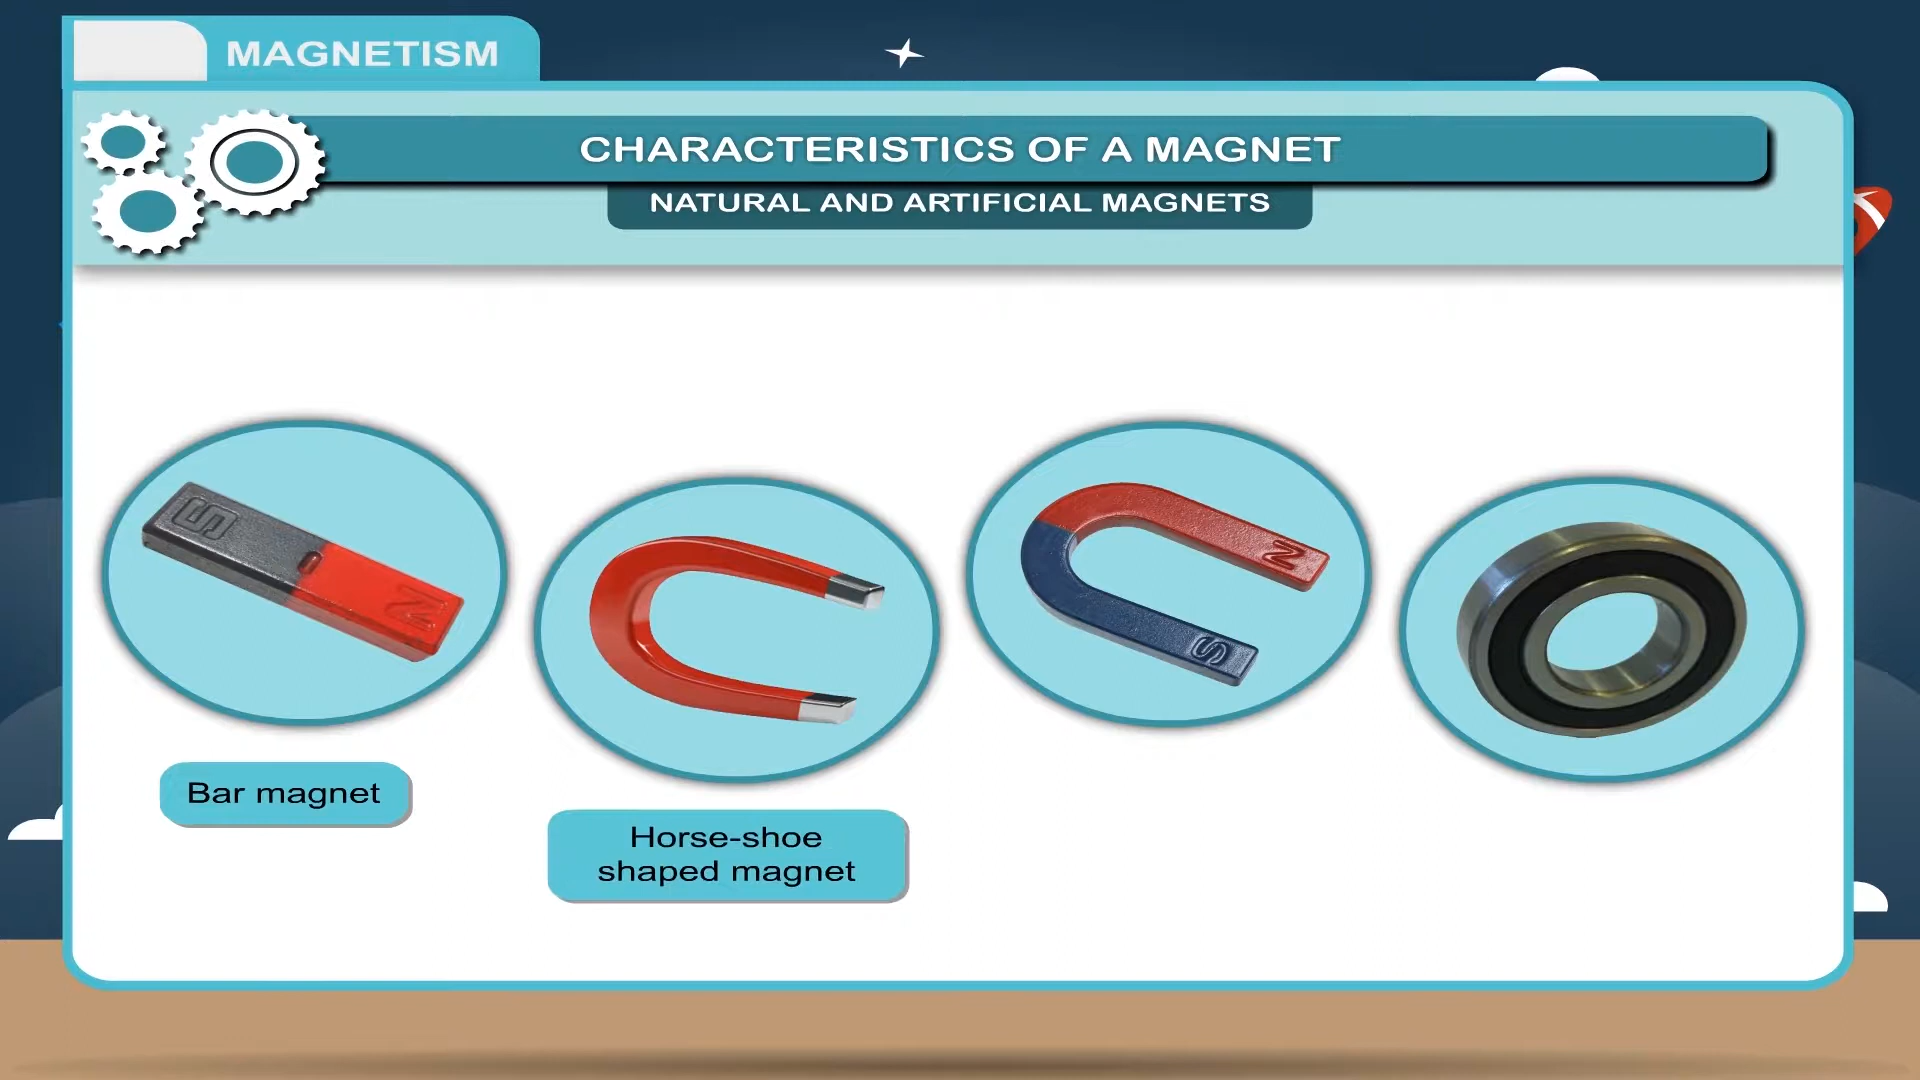 MAGNETISM
CHARACTERISTICS OF A MAGNET
NATURAL AND ARTIFICIAL MAGNETS
S
N
N
S
Bar magnet
Horse-shoe
shaped magnet